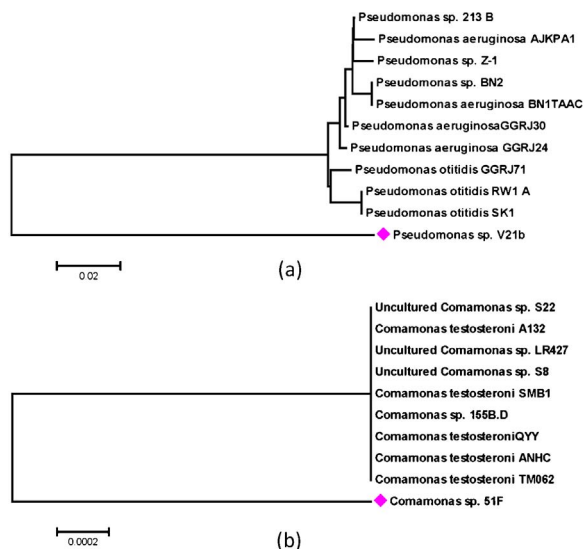 Pseudomonas sp. 213 B
Pseudomonas aeruginosa AJKPA1
Pseudomonas sp. Z-1
Pseudomonas sp. BN2
Pseudomonas aeruginosa BN1TAAC
Pseudomonas aeruginosaGGRJ30
Pseudomonas aeruginosa GGRJ24
Pseudomonas otitidis GGRJ71
Pseudomonas otitidis RW1 A
Pseudomonas otitidis SK1
Pseudomonas sp. V21b
0.02
(a)
Uncultured Comamonas sp. S22
Comamonas testosteroni A132
Uncultured Comamonas sp. LR427
Uncultured Comamonas sp. S8
Comamonas testosteroni SMB1
Comamonas sp. 155B.D
Comamonas testosteroniQYY
Comamonas testosteroni ANHC
Comamonas testosteroni TM062
Comamonas sp. 51F
0.0002
(b)